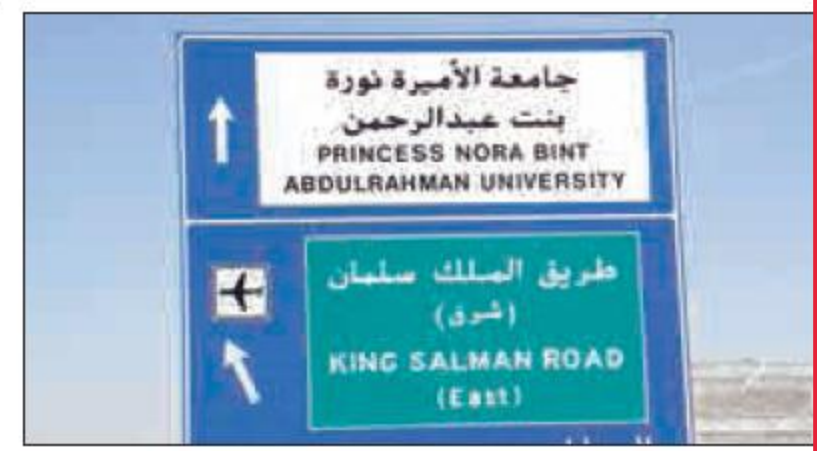 جامعة الأميرة نورة
بنت عبدالرحمن
PRINCESS NORA BINT
ABDULRAHMAN UNIVERSITY
طريق الملك سلمان
(شرق)
KING SALMAN ROAD
(East)